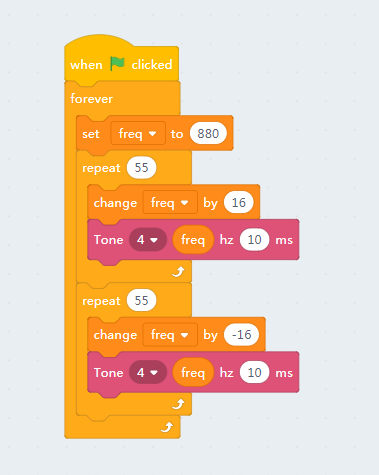 when clicked
forever
set freq to 880
repeat 55
change freq by 16
Tone 4 freq hz 10 ms
repeat 55
change freq by -16
Tone 4 freq hz 10 ms